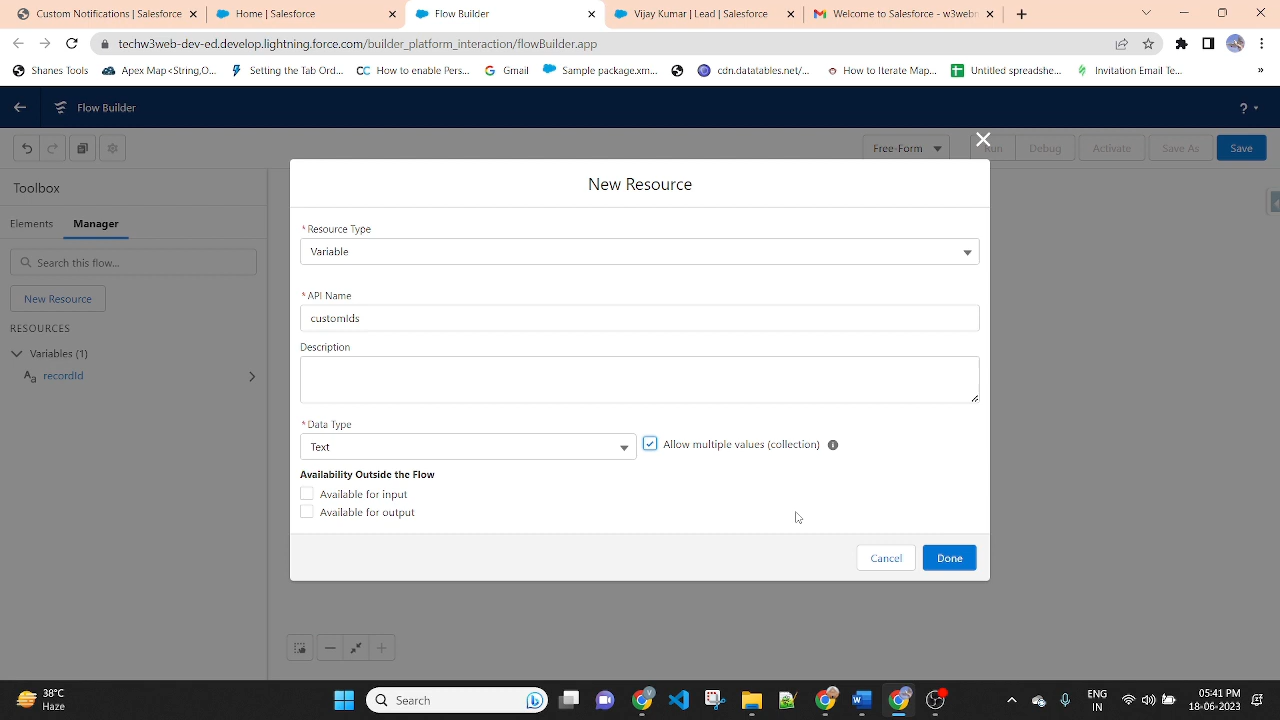 Custom Notifications | Salesforce
Home | Salesforce
Flow Builder
Vijay Kumar | Lead | Salesforce
Welcome to Salesforce - w3web
techw3web-dev-ed.develop.lightning.force.com/builder_platform_interaction/flowBuilder.app
Shanes Tools
Apex Map<String,O...
Setting the Tab Ord...
How to enable Pers...
Gmail
Sample package.xm...
cdn.datatables.net/...
How to Iterate Map...
Untitled spreadshe...
Invitation Email Te...
»
Flow Builder
?
Free-Form
Run
Debug
Activate
Save As
Save
Toolbox
Elements
Manager
Search this flow...
New Resource
RESOURCES
Variables (1)
Aa recordId
New Resource
* Resource Type
Variable
* API Name
customIds
Description
* Data Type
Text
Allow multiple values (collection)
Availability Outside the Flow
Available for input
Available for output
Cancel
Done
38°C
Haze
Search
ENG
IN
05:41 PM
18-06-2023